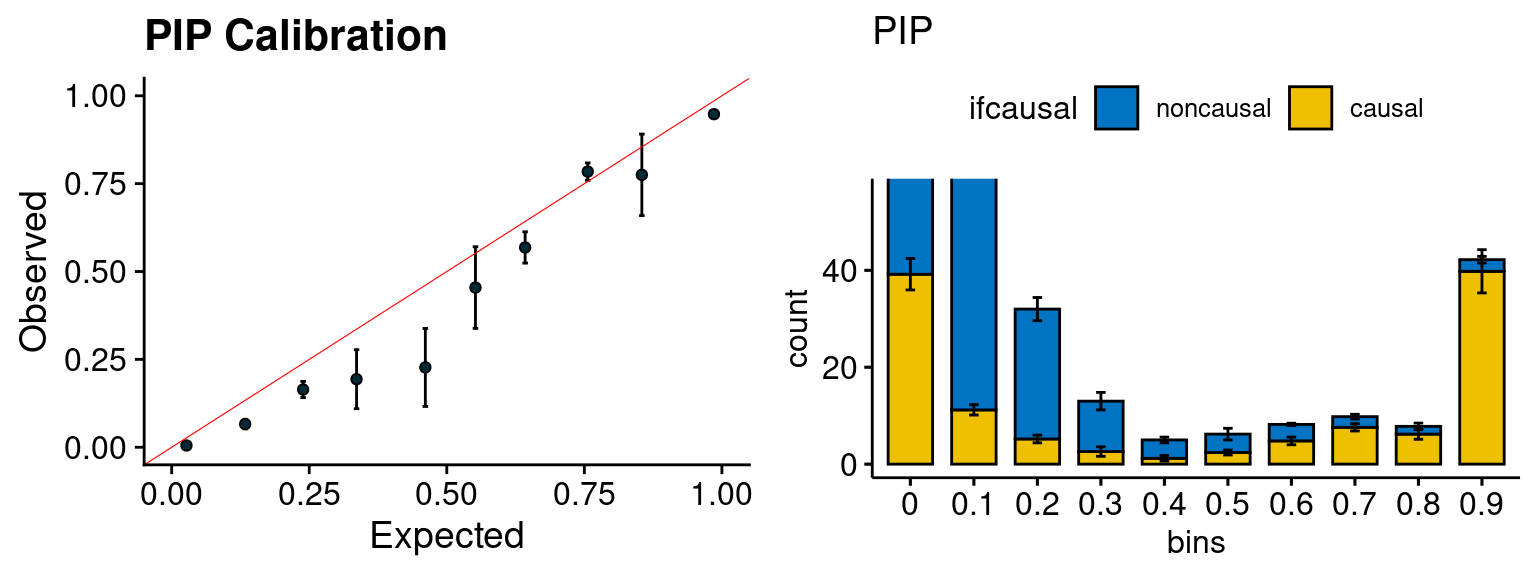 PIP Calibration
Observed
1.00
0.75
0.50
0.25
0.00
0.00 0.25 0.50 0.75 1.00
Expected
PIP
ifcausal noncausal causal
count
40
20
0
0 0.1 0.2 0.3 0.4 0.5 0.6 0.7 0.8 0.9
bins